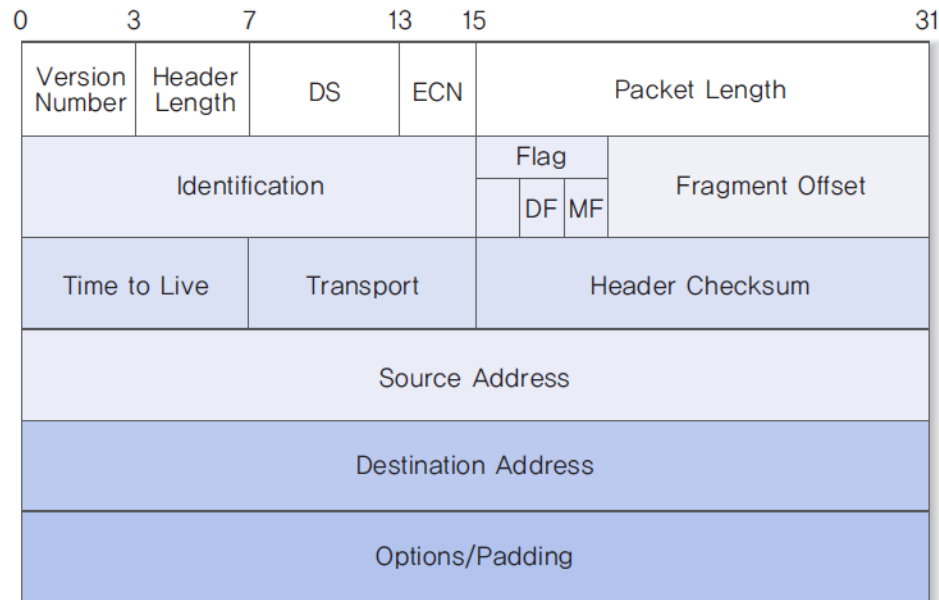 0 3 7 13 15 31
Version Number
Header Length
DS
ECN
Packet Length
Identification
Flag
DF
MF
Fragment Offset
Time to Live
Transport
Header Checksum
Source Address
Destination Address
Options/Padding